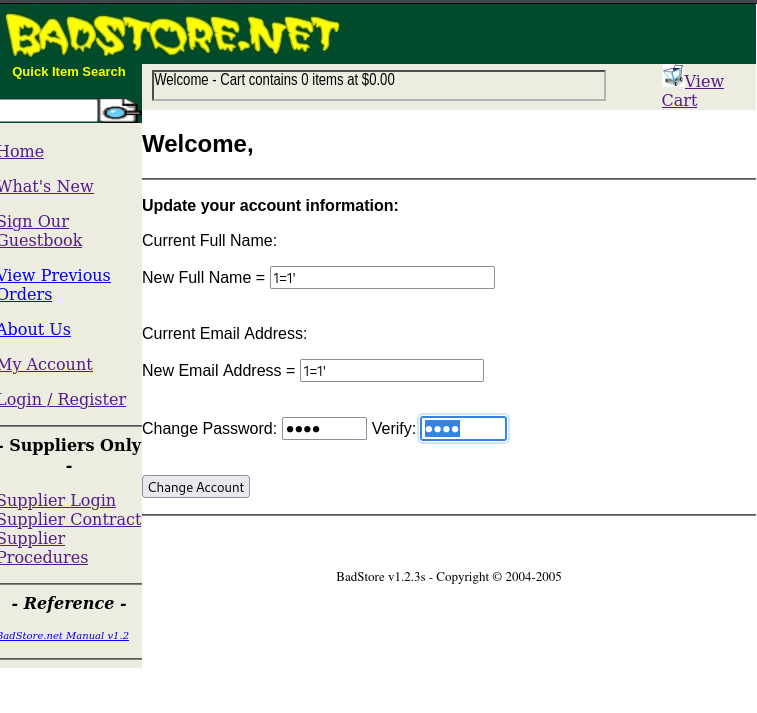 BADSTORE.NET
Quick Item Search
Welcome - Cart contains 0 items at $0.00
View
Cart
Home
What's New
Sign Our
Guestbook
View Previous
Orders
About Us
My Account
Login / Register
- Suppliers Only
-
Supplier Login
Supplier Contract
Supplier
Procedures
- Reference -
BadStore.net Manual v1.2
Welcome,
Update your account information:
Current Full Name:
New Full Name = 1=1'
Current Email Address:
New Email Address = 1=1'
Change Password: ●●●● Verify: ●●●●
Change Account
BadStore v1.2.3s - Copyright © 2004-2005